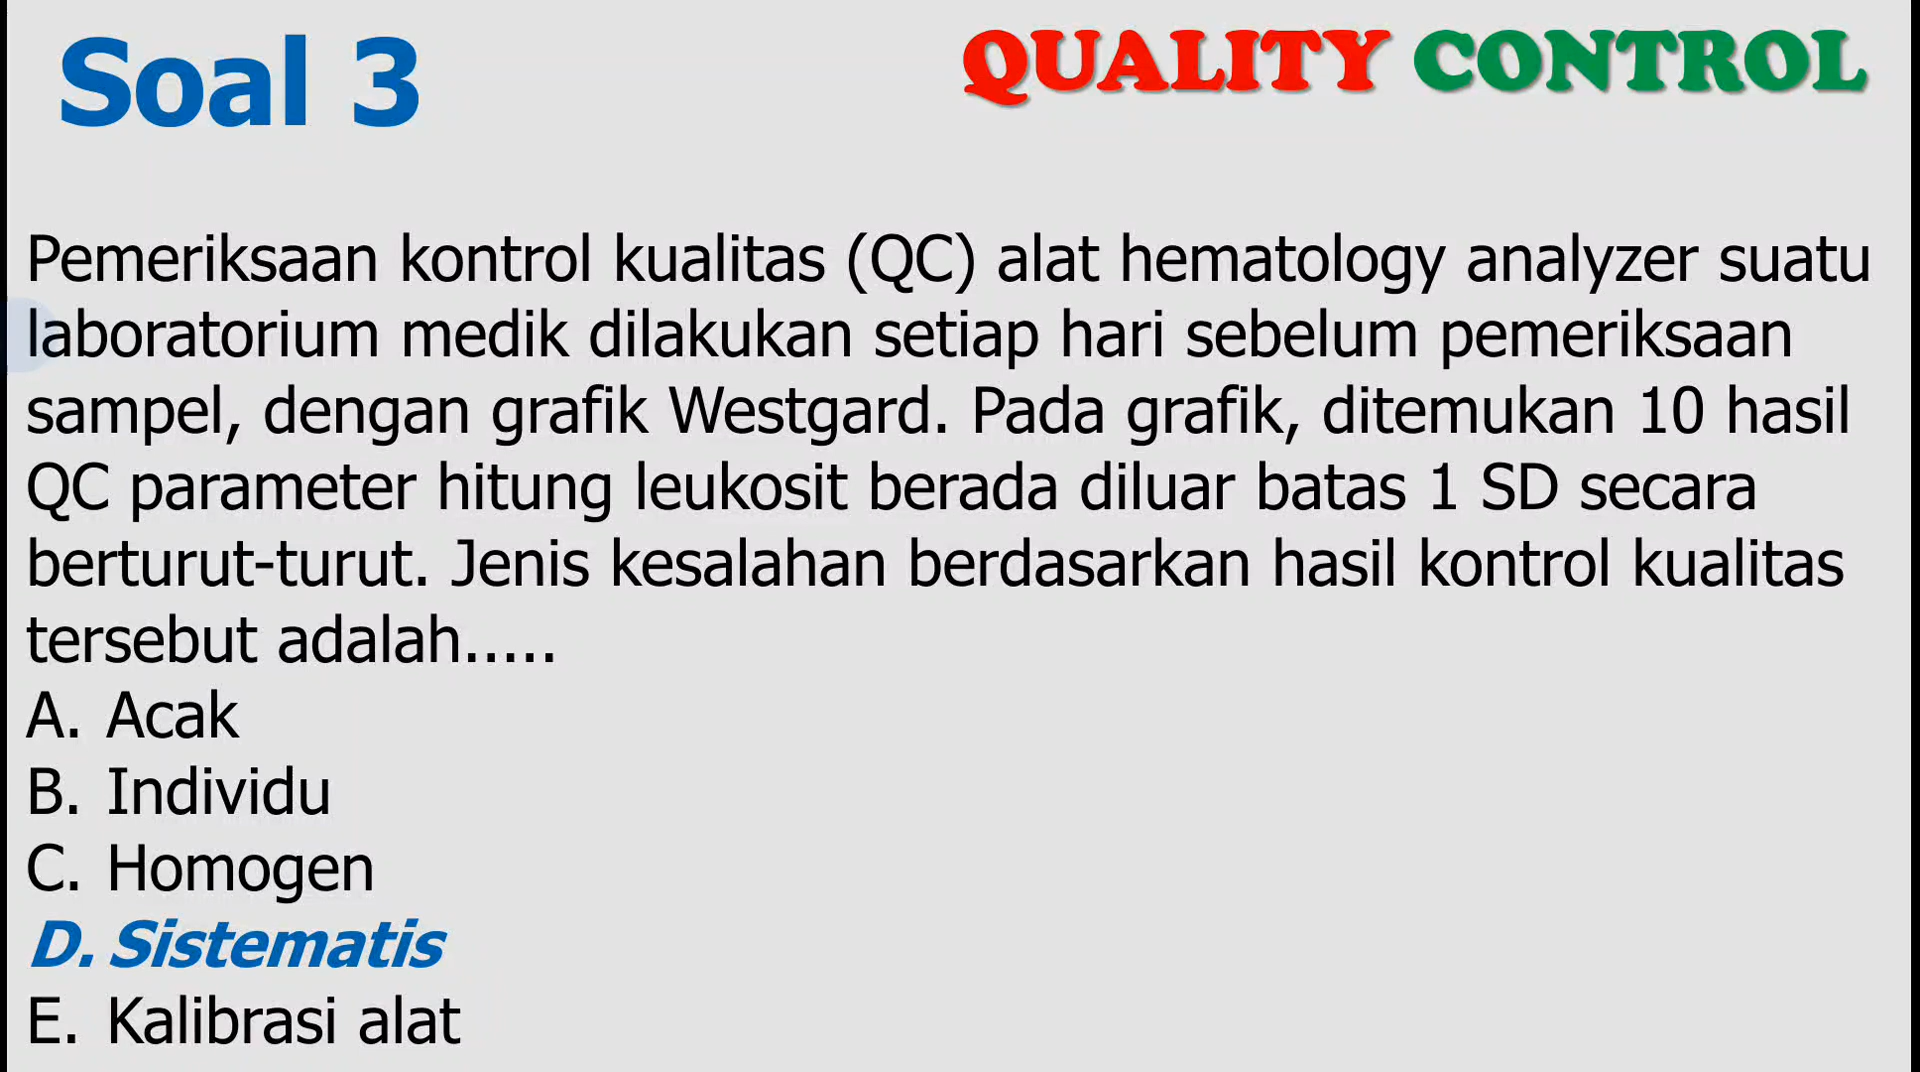 Soal 3
QUALITY CONTROL
Pemeriksaan kontrol kualitas (QC) alat hematology analyzer suatu
laboratorium medik dilakukan setiap hari sebelum pemeriksaan
sampel, dengan grafik Westgard. Pada grafik, ditemukan 10 hasil
QC parameter hitung leukosit berada diluar batas 1 SD secara
berturut-turut. Jenis kesalahan berdasarkan hasil kontrol kualitas
tersebut adalah.....
A. Acak
B. Individu
C. Homogen
D. Sistematis
E. Kalibrasi alat